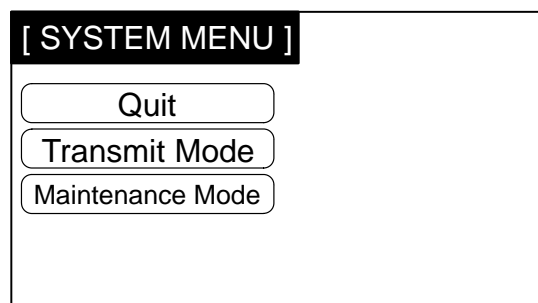 [ SYSTEM MENU ]
Quit
Transmit Mode
Maintenance Mode